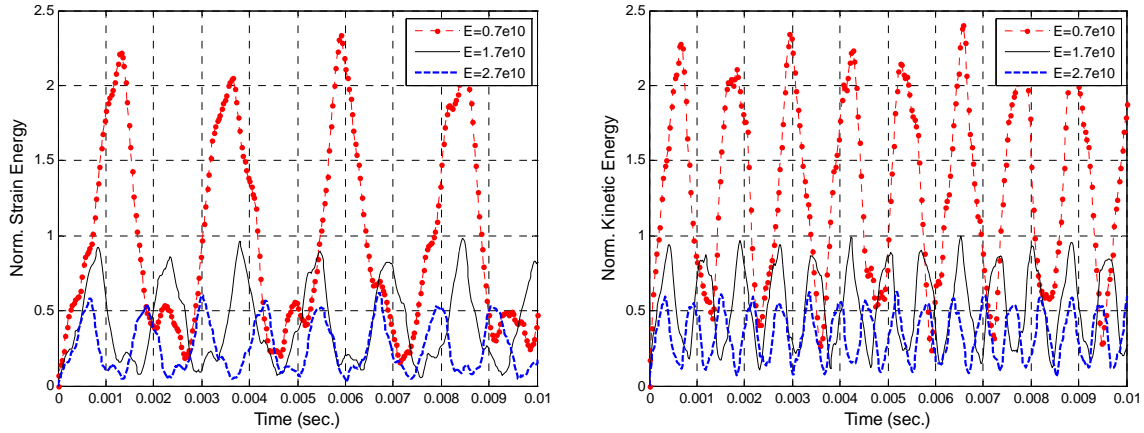 2.5
2
1.5
1
0.5
0
Norm. Strain Energy
E=0.7e10
E=1.7e10
E=2.7e10
0 0.001 0.002 0.003 0.004 0.005 0.006 0.007 0.008 0.009 0.01
Time (sec.)
2.5
2
1.5
1
0.5
0
Norm. Kinetic Energy
E=0.7e10
E=1.7e10
E=2.7e10
0 0.001 0.002 0.003 0.004 0.005 0.006 0.007 0.008 0.009 0.01
Time (sec.)